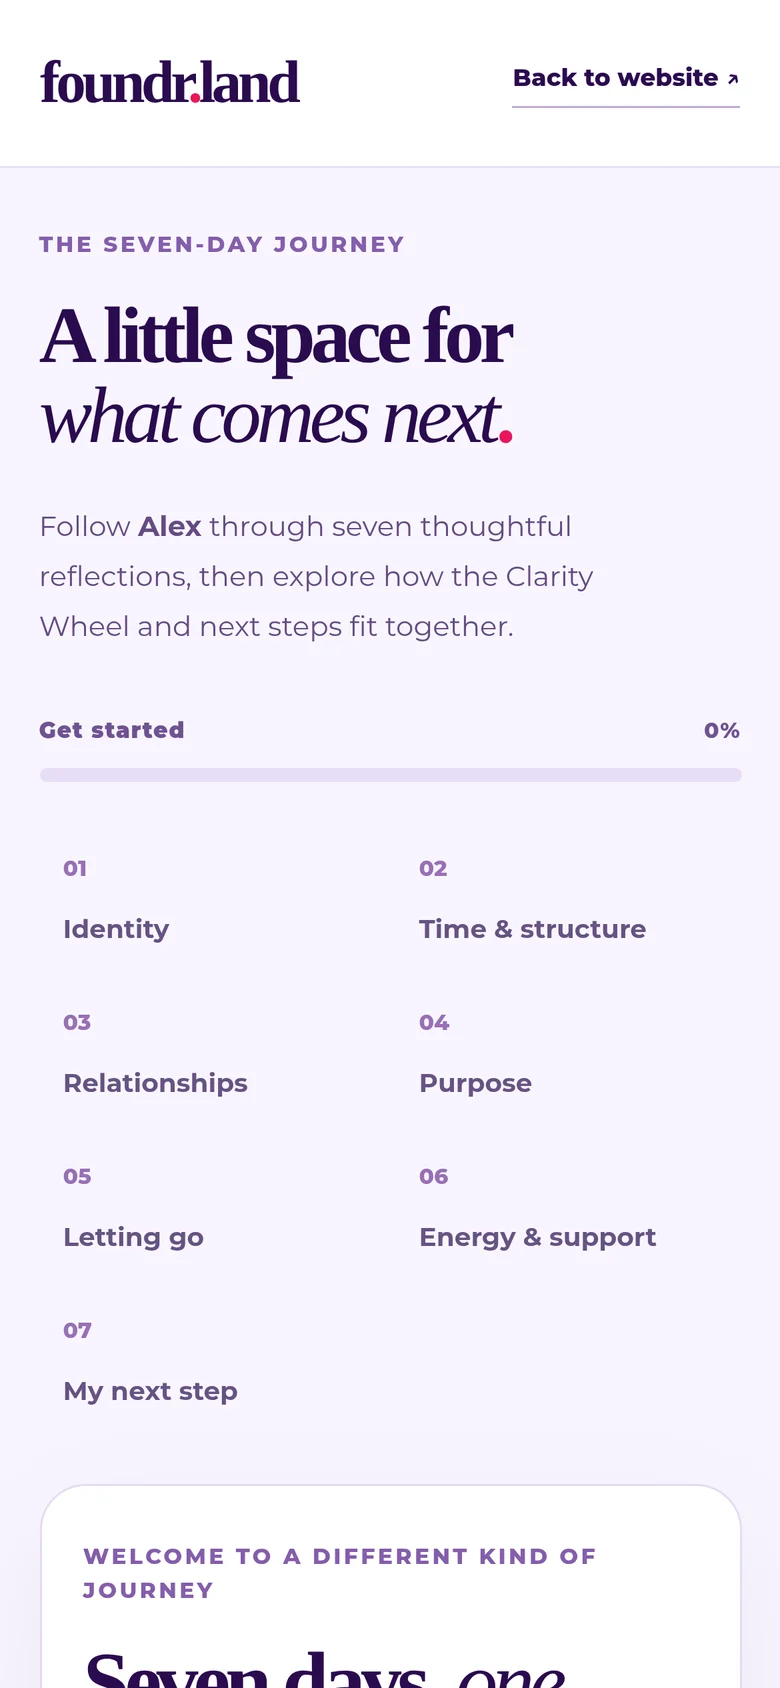 foundr.land
Back to website ↗
THE SEVEN-DAY JOURNEY
A little space for
what comes next.
Follow Alex through seven thoughtful
reflections, then explore how the Clarity
Wheel and next steps fit together.
Get started
0%
01
Identity
02
Time & structure
03
Relationships
04
Purpose
05
Letting go
06
Energy & support
07
My next step
WELCOME TO A DIFFERENT KIND OF
JOURNEY
Seven days, one